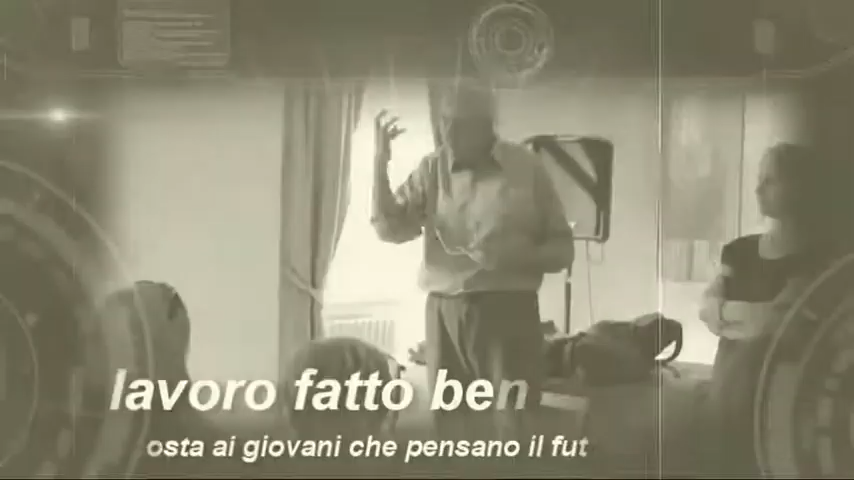 lavoro fatto ben
osta ai giovani che pensano il fut